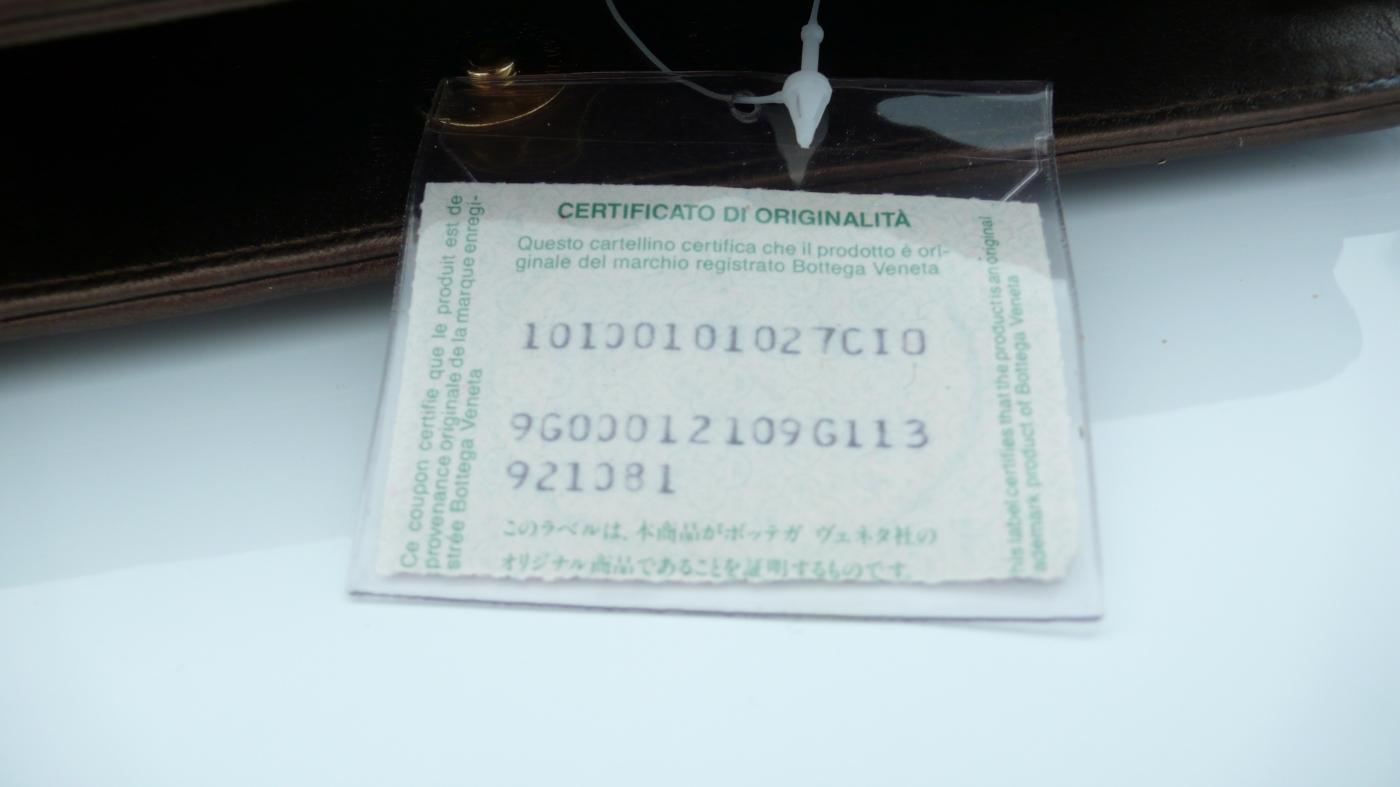 CERTIFICATO DI ORIGINALITÀ
Questo cartellino certifica che il prodotto è ori-
ginale del marchio registrato Bottega Veneta
10100101027CIO
9G00012109G113
921081
このラベルは、本商品がボッテガ ヴェネタ社の
オリジナル商品であることを証明するものです。
Ce coupon certifie que le produit est de
provenance originale de la marque enregi-
strée Bottega Veneta
his label certifies that the product is an original
ademark product of Bottega Veneta